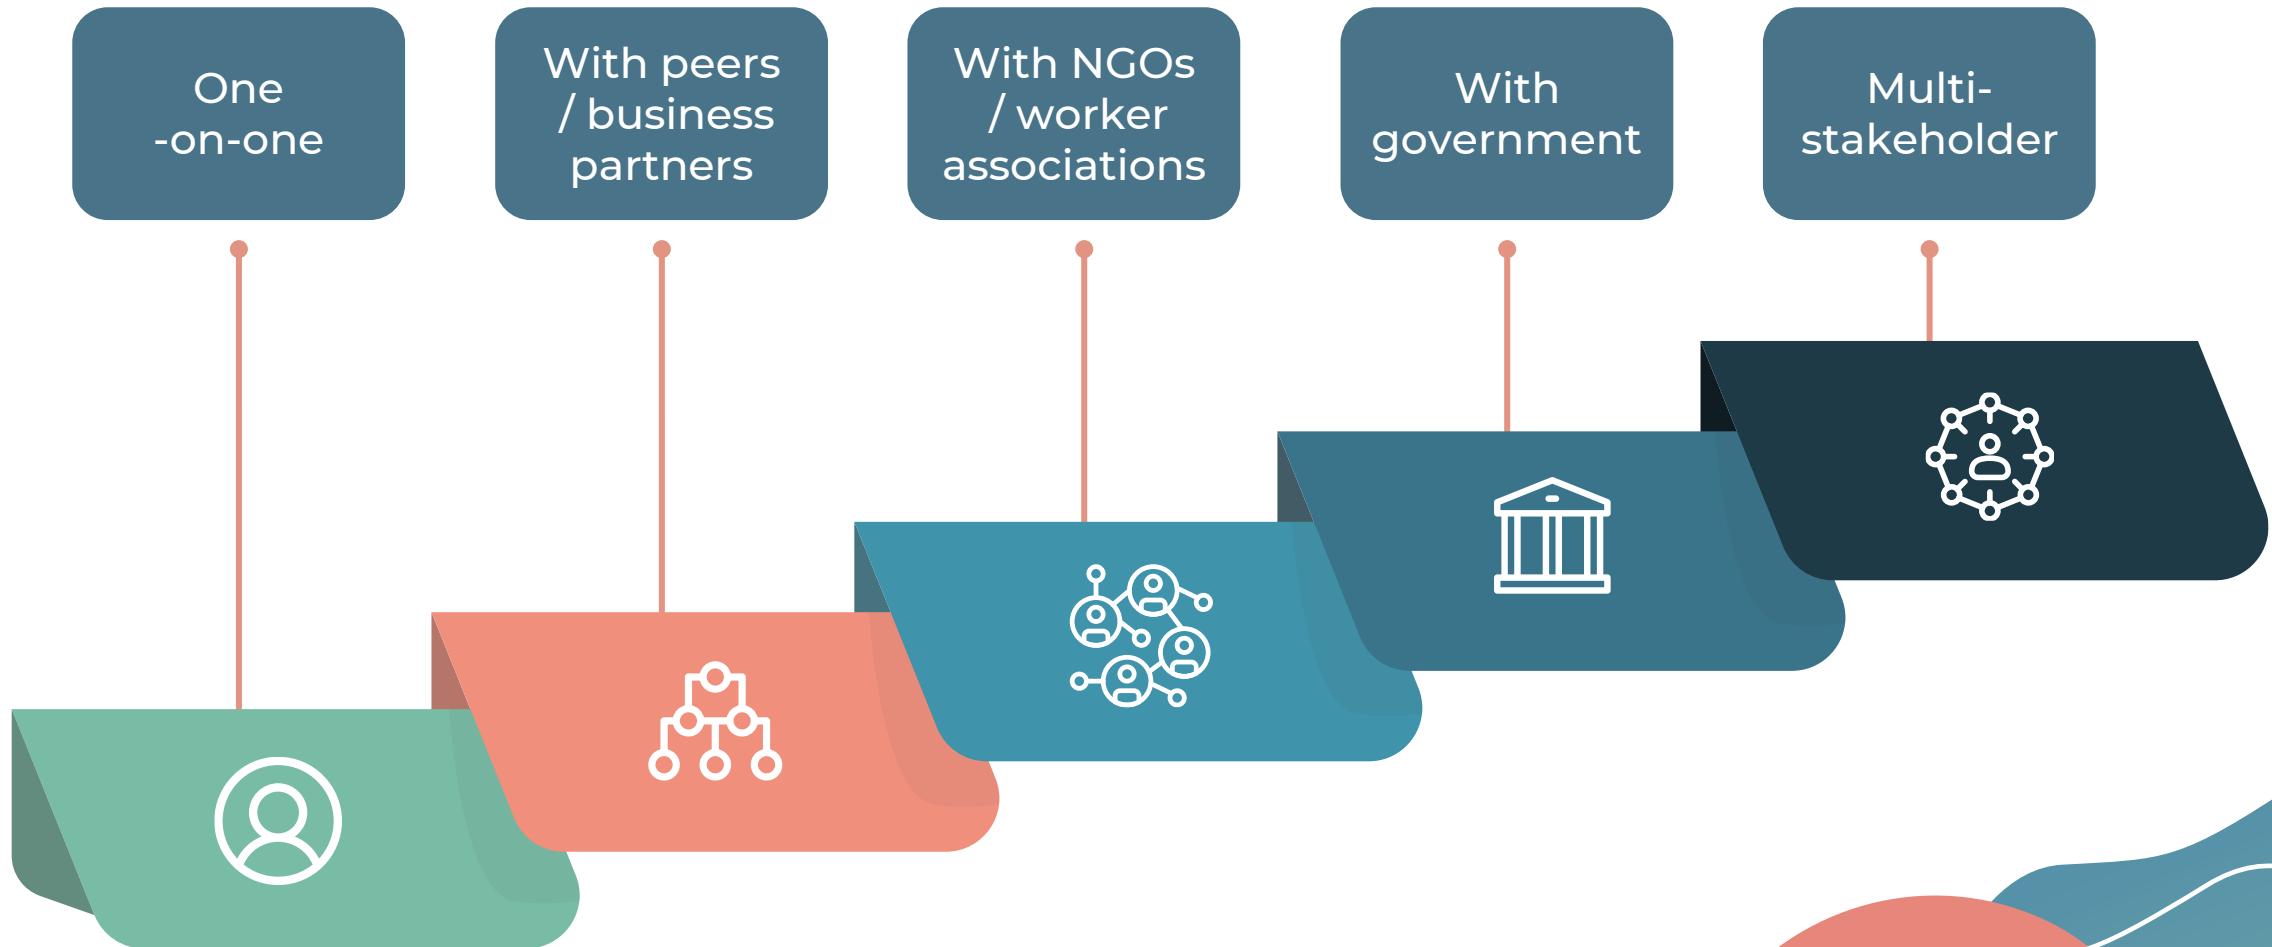 One
-on-one
With peers
/ business
partners
With NGOs
/ worker
associations
With
government
Multi-
stakeholder